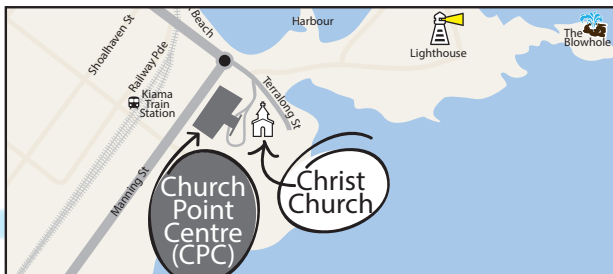 Shoalhaven St
Railway Pde
Beach
Harbour
Lighthouse
The
Blowhole
Kiama
Train
Station
Terralong St
Manning St
Church
Point
Centre
(CPC)
Christ
Church